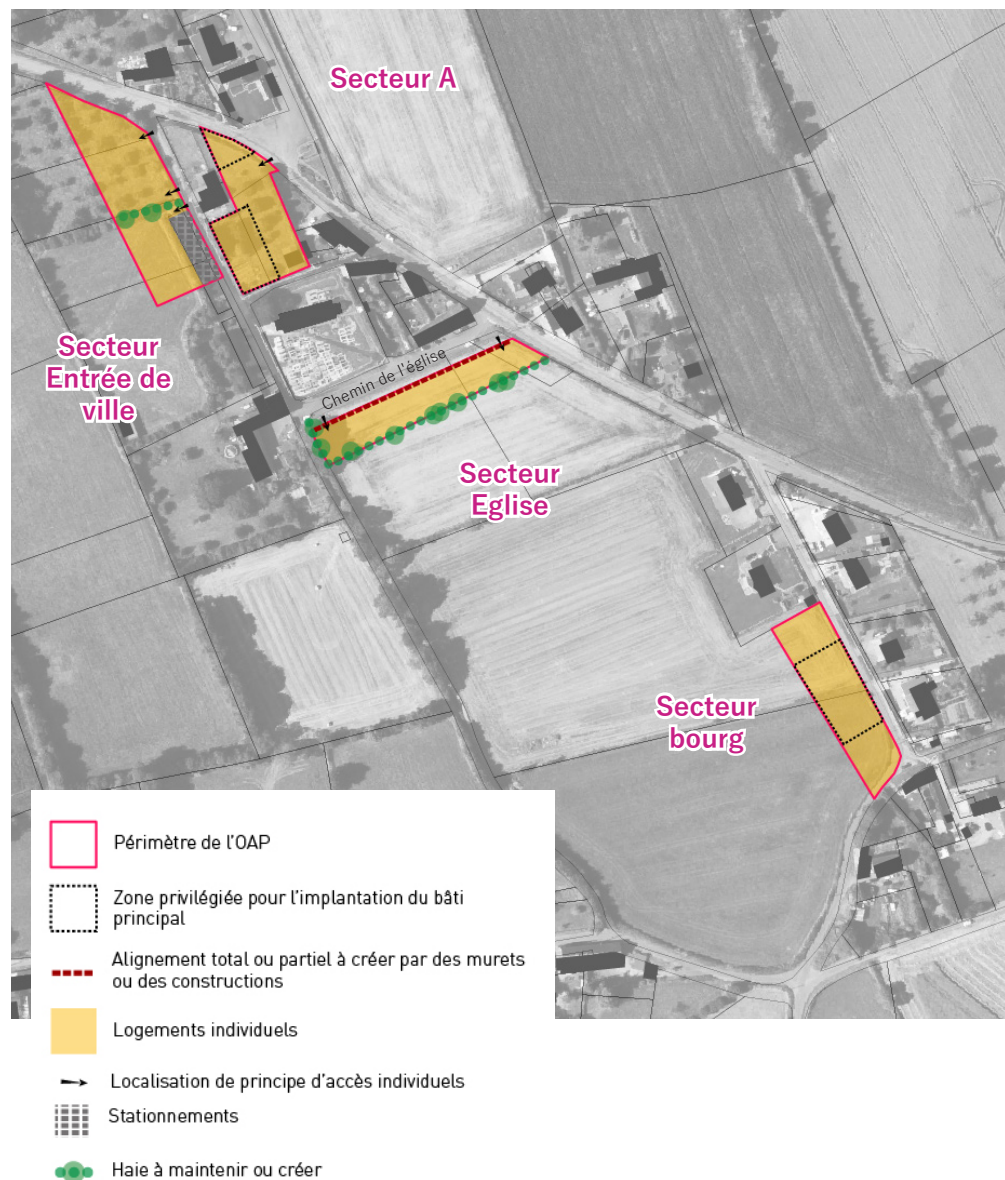 Secteur A
Secteur
Entrée de
ville
Chemin de l'église
Secteur
Eglise
Secteur
bourg
Périmètre de l'OAP
Zone privilégiée pour l'implantation du bâti
principal
Alignement total ou partiel à créer par des murets
ou des constructions
Logements individuels
Localisation de principe d'accès individuels
Stationnements
Haie à maintenir ou créer